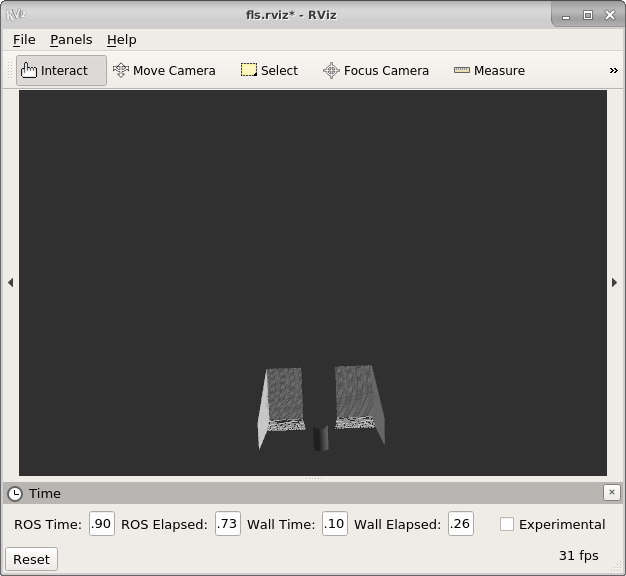 RViz
fls.rviz* - RViz
File Panels Help
Interact Move Camera Select Focus Camera Measure »
Time
ROS Time: .90 ROS Elapsed: .73 Wall Time: .10 Wall Elapsed: .26 Experimental
Reset
31 fps